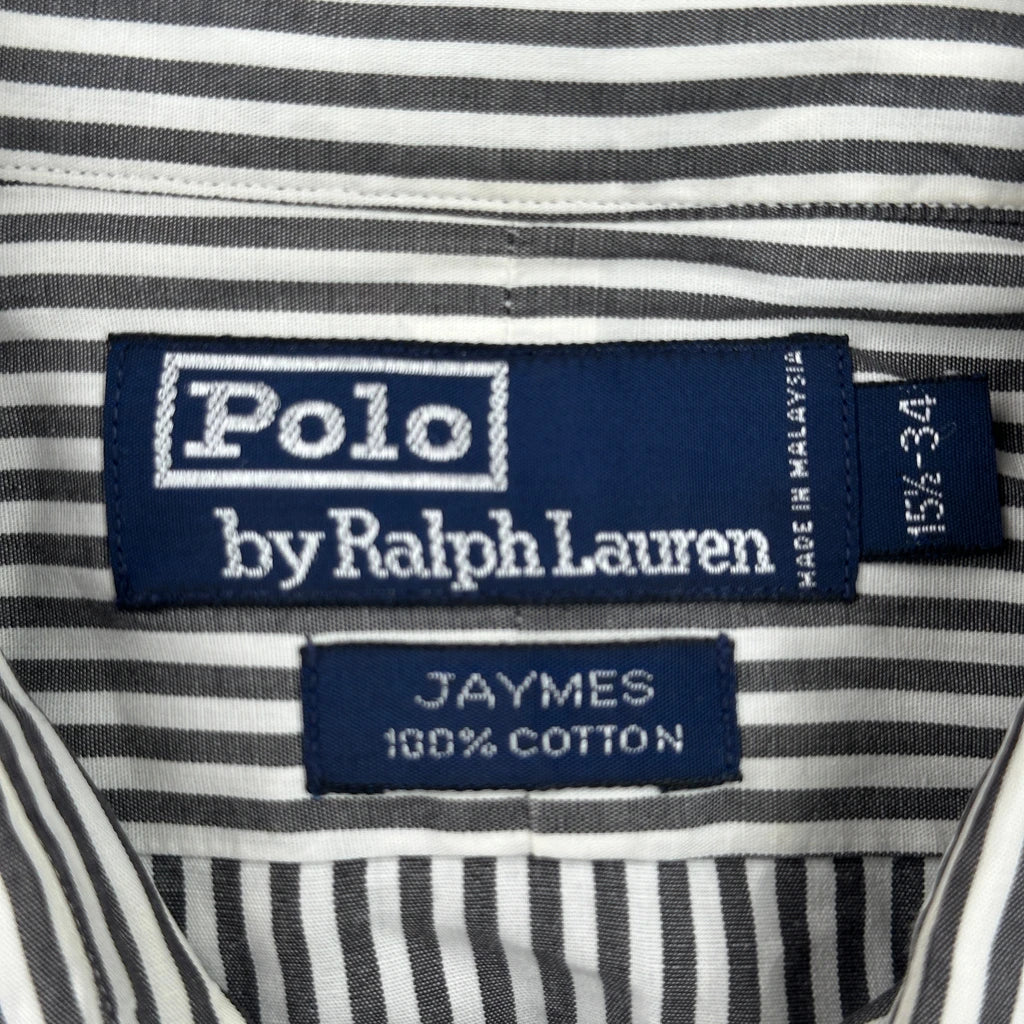 Polo
by Ralph Lauren
MADE IN MALAYSIA
15½-34
JAYMES
100% COTTON